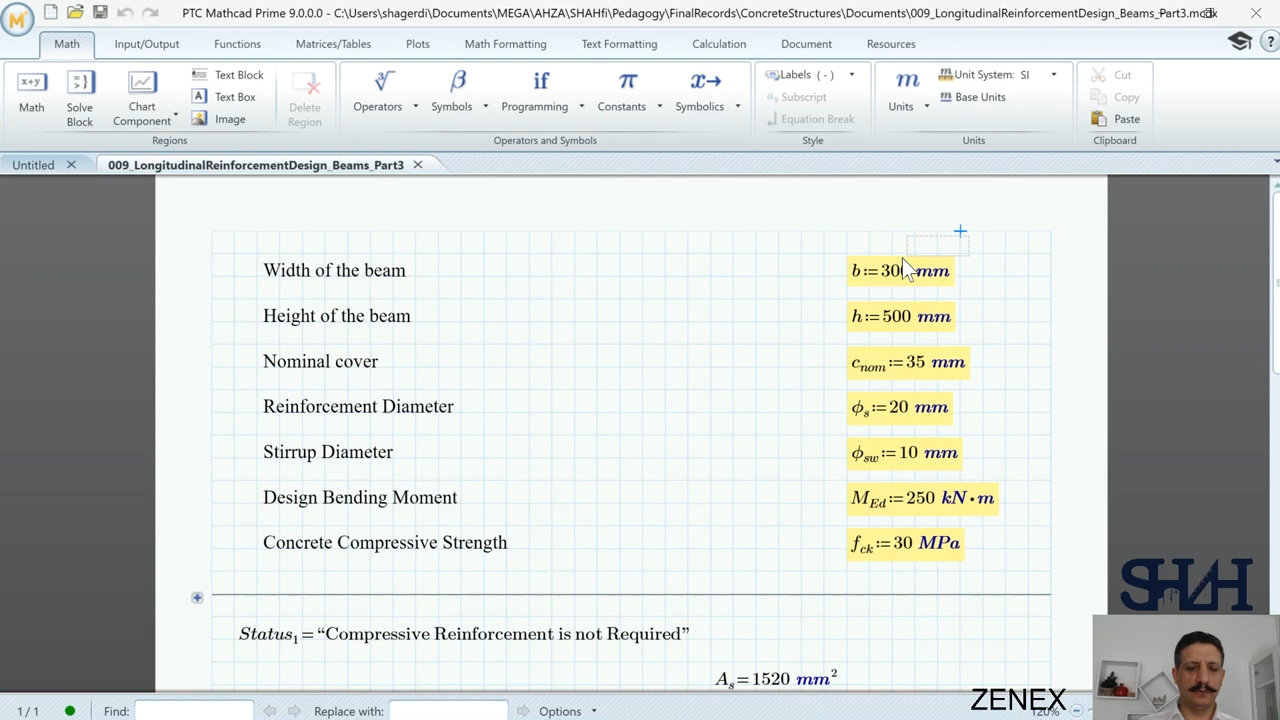 PTC Mathcad Prime 9.0.0.0 - C:\Users\shagerdi\Documents\MEGA\AHZA\SHAHfi\Pedagogy\FinalRecords\ConcreteStructures\Documents\009_LongitudinalReinforcementDesign_Beams_Part3.mcdx
Math Input/Output Functions Matrices/Tables Plots Math Formatting Text Formatting Calculation Document Resources
Math
Solve Block
Chart Component
Text Block
Text Box
Image
Delete Region
Operators
Symbols
Programming
Constants
Symbolics
Labels ( - )
Subscript
Equation Break
Units
Unit System: SI
Base Units
Cut
Copy
Paste
Regions Operators and Symbols Style Units Clipboard
Untitled 009_LongitudinalReinforcementDesign_Beams_Part3
Width of the beam b := 300 mm
Height of the beam h := 500 mm
Nominal cover c_nom := 35 mm
Reinforcement Diameter ϕ_s := 20 mm
Stirrup Diameter ϕ_sw := 10 mm
Design Bending Moment M_Ed := 250 kN·m
Concrete Compressive Strength f_ck := 30 MPa
Status_1 = “Compressive Reinforcement is not Required”
A_s = 1520 mm²
SHAH
ZENEX
1 / 1 Find: Replace with: Options 120%